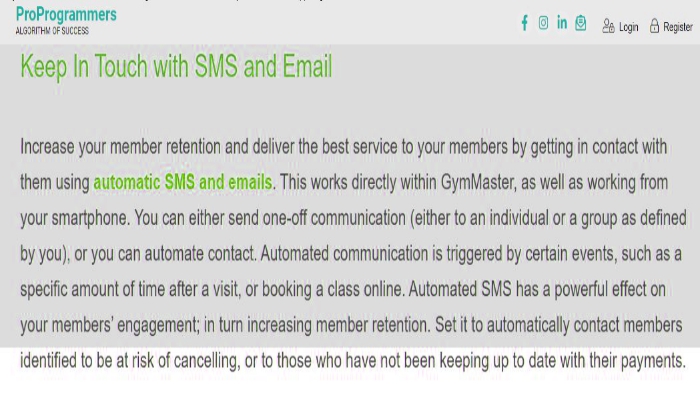 ProProgrammers
ALGORITHM OF SUCCESS
Login Register
Keep In Touch with SMS and Email
Increase your member retention and deliver the best service to your members by getting in contact with
them using automatic SMS and emails. This works directly within GymMaster, as well as working from
your smartphone. You can either send one-off communication (either to an individual or a group as defined
by you), or you can automate contact. Automated communication is triggered by certain events, such as a
specific amount of time after a visit, or booking a class online. Automated SMS has a powerful effect on
your members' engagement; in turn increasing member retention. Set it to automatically contact members
identified to be at risk of cancelling, or to those who have not been keeping up to date with their payments.